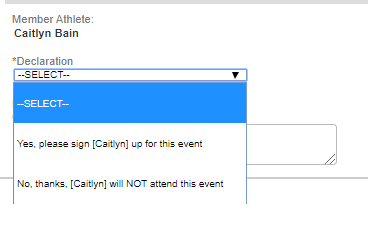 Member Athlete:
Caitlyn Bain
*Declaration
--SELECT--
--SELECT--
Yes, please sign [Caitlyn] up for this event
No, thanks, [Caitlyn] will NOT attend this event